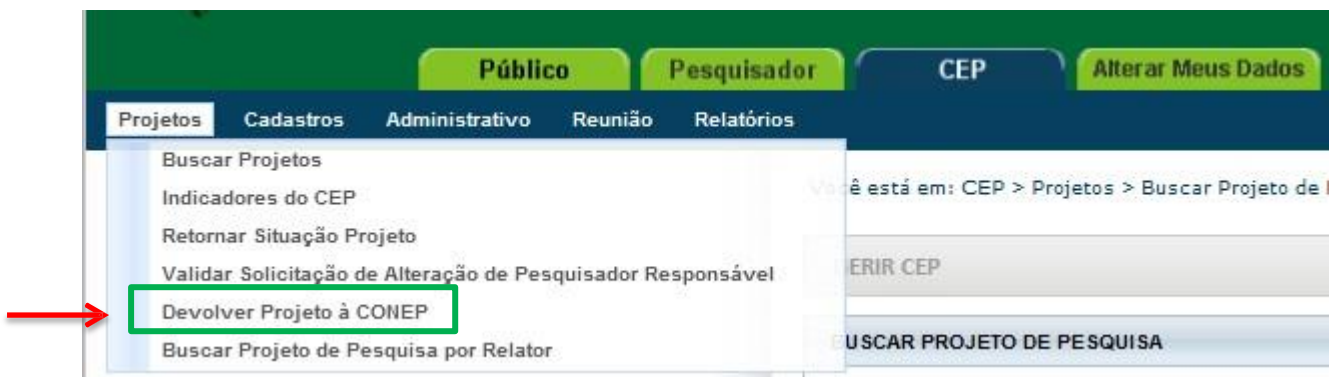 Público Pesquisador CEP Alterar Meus Dados
Projetos Cadastros Administrativo Reunião Relatórios
Buscar Projetos
Indicadores do CEP
Retornar Situação Projeto
Validar Solicitação de Alteração de Pesquisador Responsável
Devolver Projeto à CONEP
Buscar Projeto de Pesquisa por Relator
Você está em: CEP > Projetos > Buscar Projeto de
ERIR CEP
USCAR PROJETO DE PESQUISA